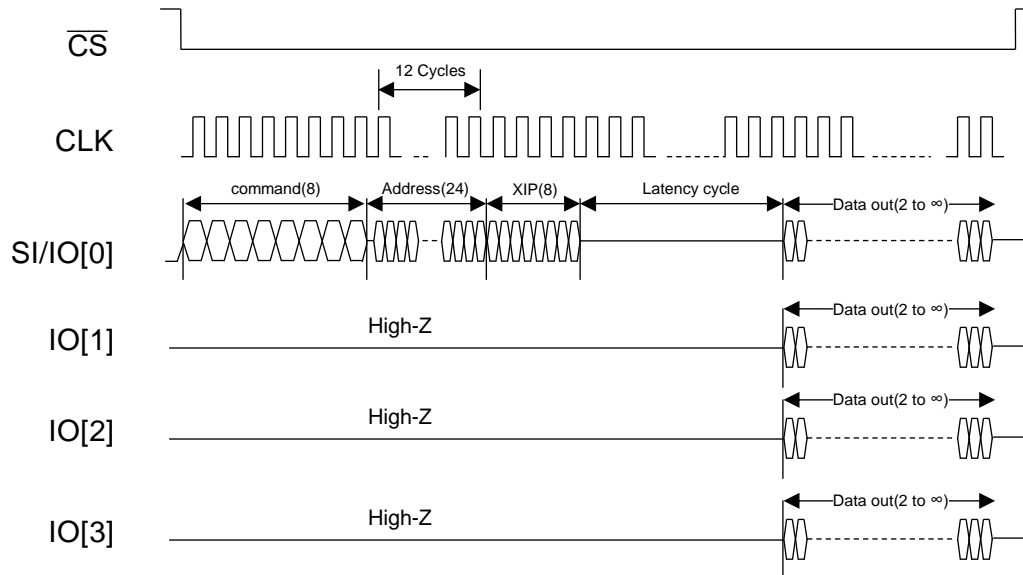 C̅S̅
12 Cycles
CLK
command(8)
Address(24)
XIP(8)
Latency cycle
Data out(2 to ∞)
SI/IO[0]
Data out(2 to ∞)
High-Z
IO[1]
Data out(2 to ∞)
High-Z
IO[2]
Data out(2 to ∞)
High-Z
IO[3]